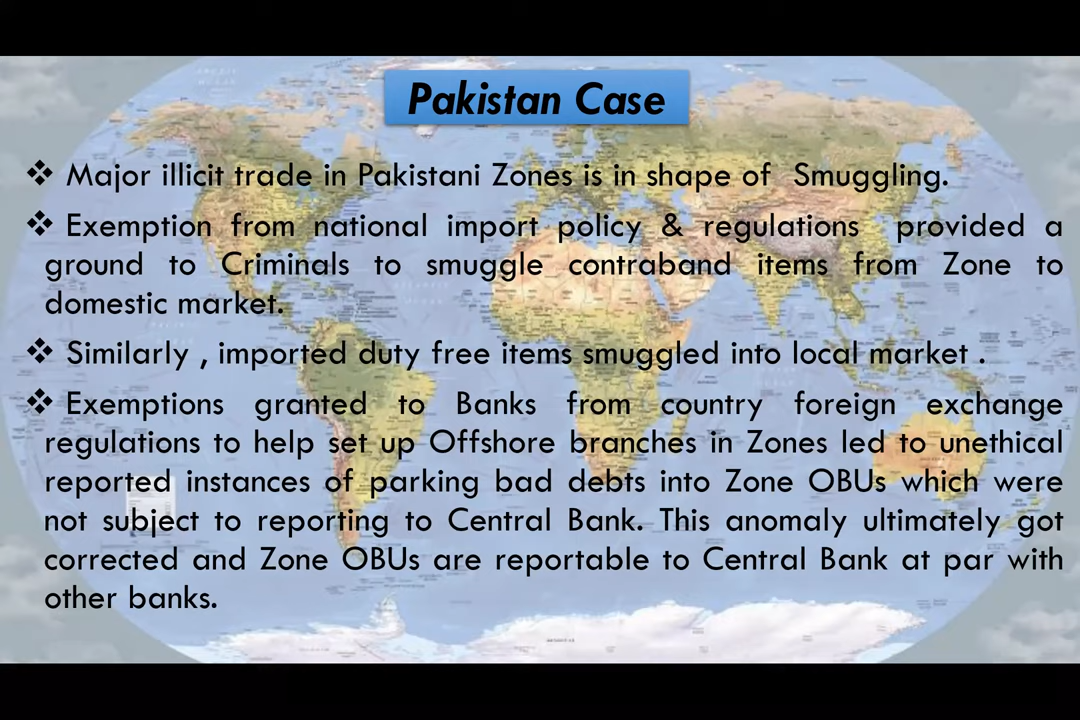 Pakistan Case
❖ Major illicit trade in Pakistani Zones is in shape of Smuggling.
❖ Exemption from national import policy & regulations provided a
ground to Criminals to smuggle contraband items from Zone to
domestic market.
❖ Similarly , imported duty free items smuggled into local market .
❖ Exemptions granted to Banks from country foreign exchange
regulations to help set up Offshore branches in Zones led to unethical
reported instances of parking bad debts into Zone OBUs which were
not subject to reporting to Central Bank. This anomaly ultimately got
corrected and Zone OBUs are reportable to Central Bank at par with
other banks.